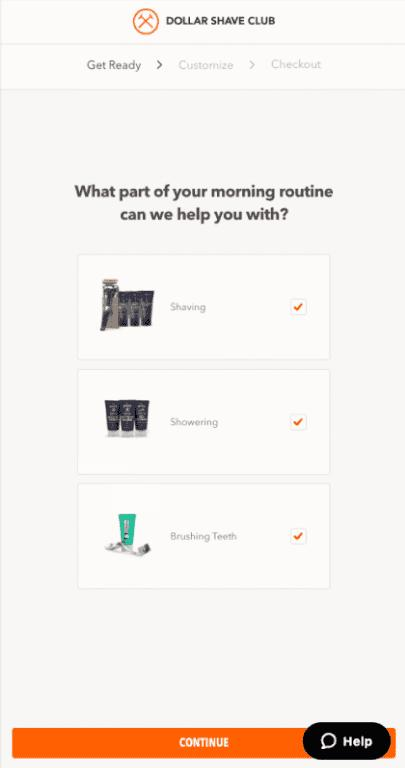 DOLLAR SHAVE CLUB
Get Ready > Customize > Checkout
What part of your morning routine
can we help you with?
Shaving
Showering
Brushing Teeth
CONTINUE
Help